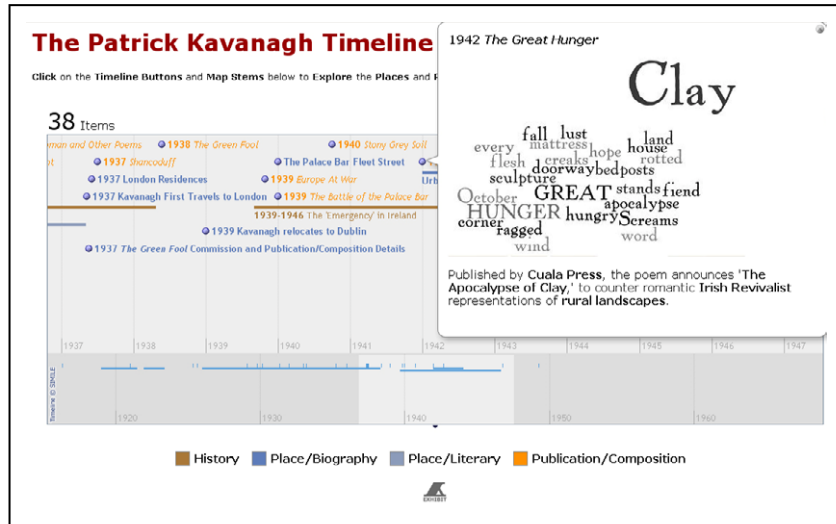 The Patrick Kavanagh Timeline
Click on the Timeline Buttons and Map Stems below to Explore the Places and
38 Items
man and Other Poems
1938 The Green Fool
1940 Stony Grey Soil
1937 Shancoduff
The Palace Bar Fleet Street
1937 London Residences
1939 Europe At War
Urb
1937 Kavanagh First Travels to London
1939 The Battle of the Palace Bar
1939-1946 The 'Emergency' in Ireland
1939 Kavanagh relocates to Dublin
1937 The Green Fool Commission and Publication/Composition Details
1937 1938 1939 1940 1941 1942 1943 1944 1945 1946 1947
Timeline © SIMILE
1920 1930 1940 1950 1960
History Place/Biography Place/Literary Publication/Composition
EXHIBIT
1942 The Great Hunger
Clay
fall lust land
every mattress hope house
flesh creaks rotted
sculpture doorway bedposts
October GREAT stands fiend
HUNGER hungry apocalypse
corner ragged Screams
wind word
Published by Cuala Press, the poem announces 'The
Apocalypse of Clay,' to counter romantic Irish Revivalist
representations of rural landscapes.